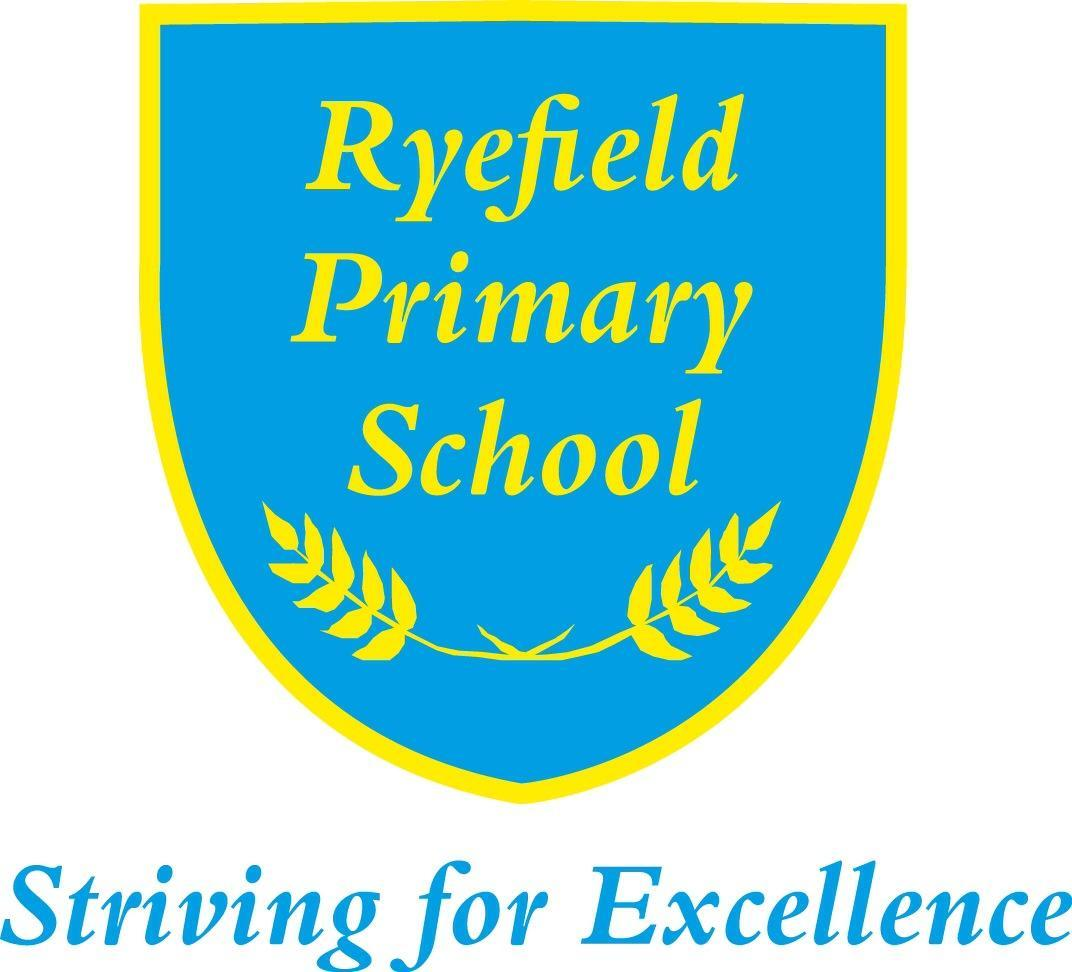 Ryefield
Primary
School
Striving for Excellence